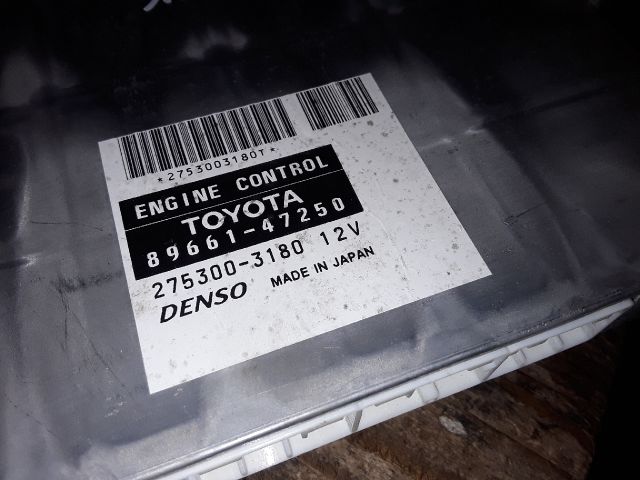 *2753003180T*
ENGINE CONTROL
TOYOTA
89661-47250
275300-3180 12V
DENSO MADE IN JAPAN